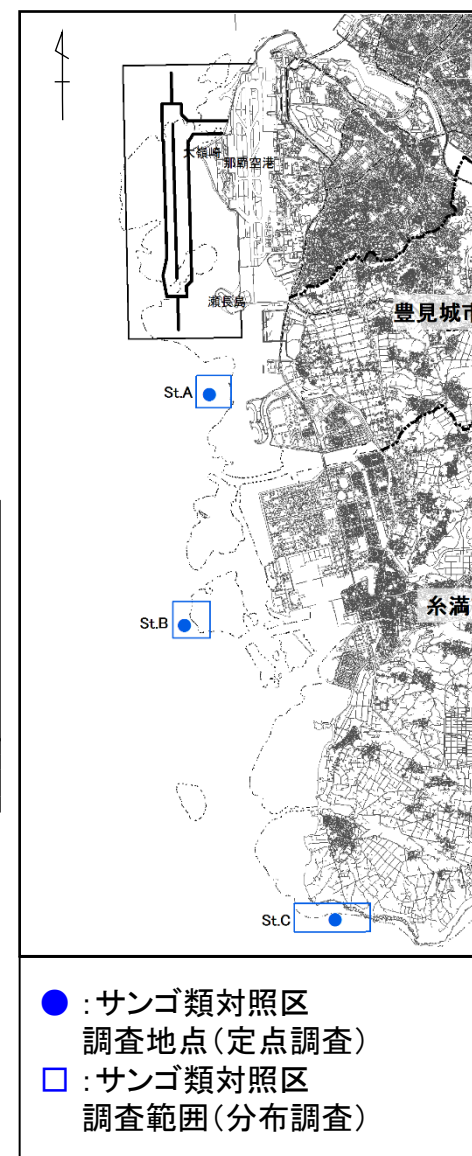 大嶺崎
那覇空港
瀬長島
豊見城市
St.A
糸満
St.B
St.C
●:サンゴ類対照区
調査地点(定点調査)
□:サンゴ類対照区
調査範囲(分布調査)